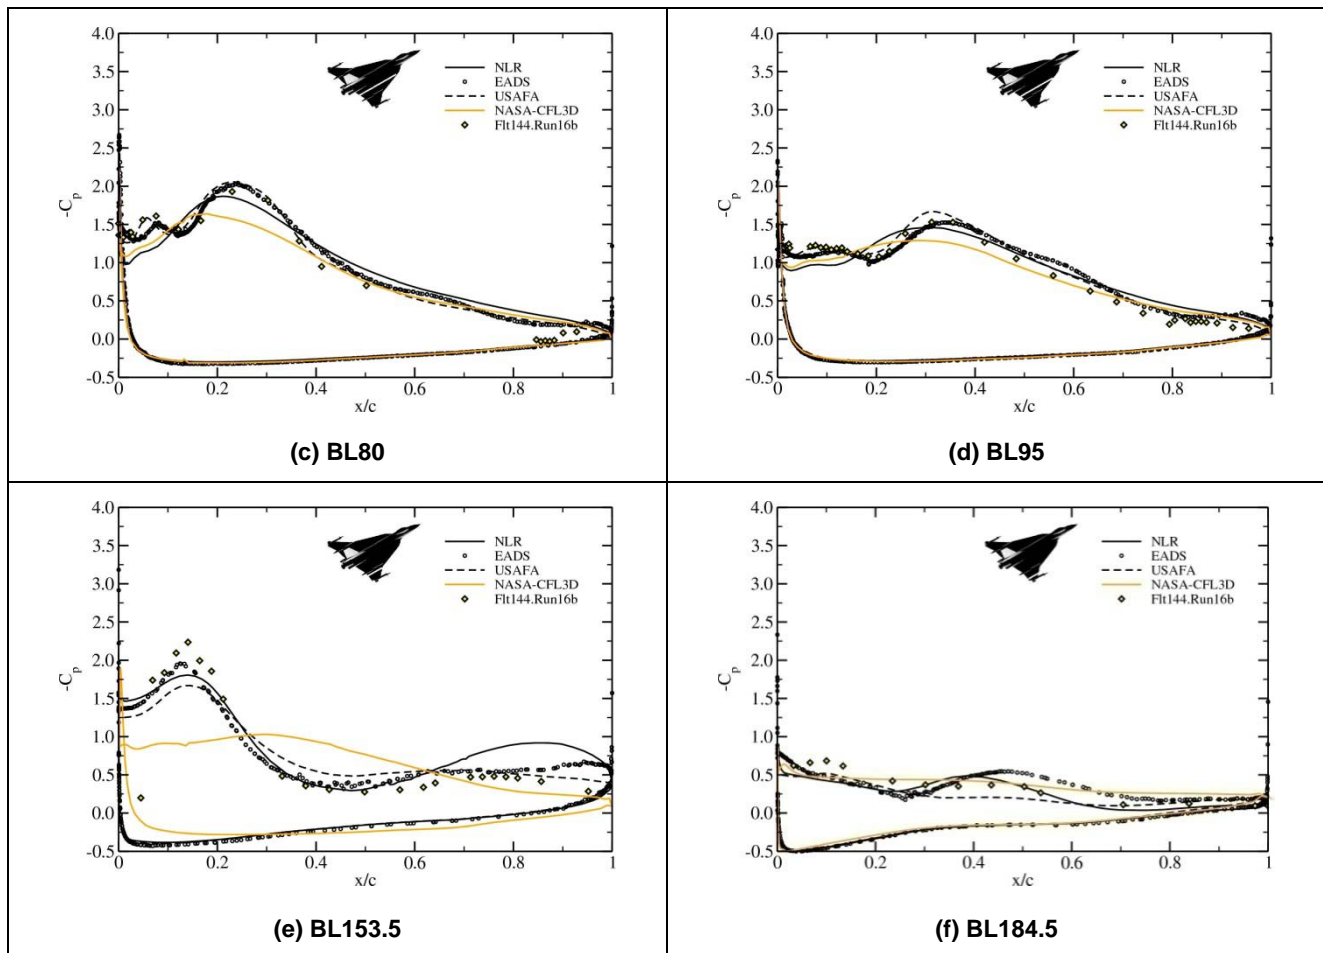 4.0
3.5
3.0
2.5
2.0
1.5
1.0
0.5
0.0
-0.5
-Cp
NLR
EADS
USAFA
NASA-CFL3D
Flt144.Run16b
0 0.2 0.4 0.6 0.8 1
x/c
(c) BL80
4.0
3.5
3.0
2.5
2.0
1.5
1.0
0.5
0.0
-0.5
-Cp
NLR
EADS
USAFA
NASA-CFL3D
Flt144.Run16b
0 0.2 0.4 0.6 0.8 1
x/c
(d) BL95
4.0
3.5
3.0
2.5
2.0
1.5
1.0
0.5
0.0
-0.5
-Cp
NLR
EADS
USAFA
NASA-CFL3D
Flt144.Run16b
0 0.2 0.4 0.6 0.8 1
x/c
(e) BL153.5
4.0
3.5
3.0
2.5
2.0
1.5
1.0
0.5
0.0
-0.5
-Cp
NLR
EADS
USAFA
NASA-CFL3D
Flt144.Run16b
0 0.2 0.4 0.6 0.8 1
x/c
(f) BL184.5